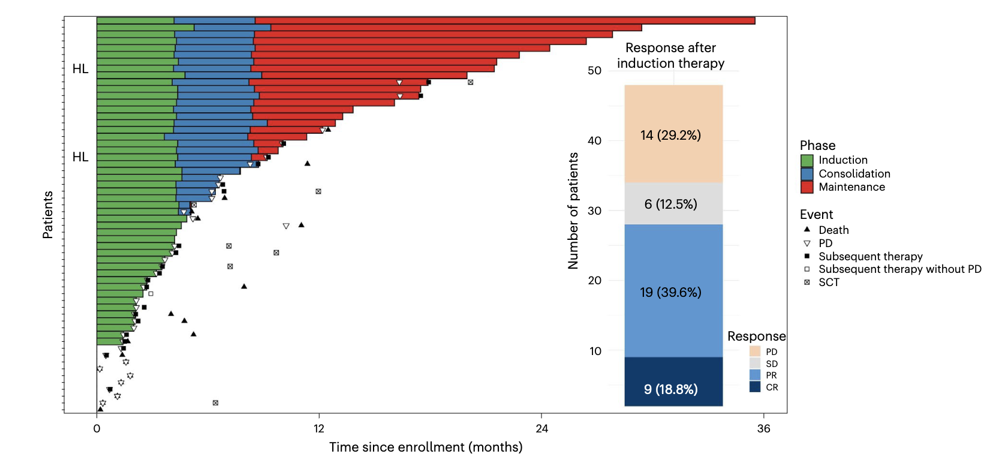 Response after
induction therapy
HL
HL
Patients
0
12
24
36
Time since enrollment (months)
Number of patients
50
40
30
20
10
14 (29.2%)
6 (12.5%)
19 (39.6%)
9 (18.8%)
Response
PD
SD
PR
CR
Phase
Induction
Consolidation
Maintenance
Event
Death
PD
Subsequent therapy
Subsequent therapy without PD
SCT